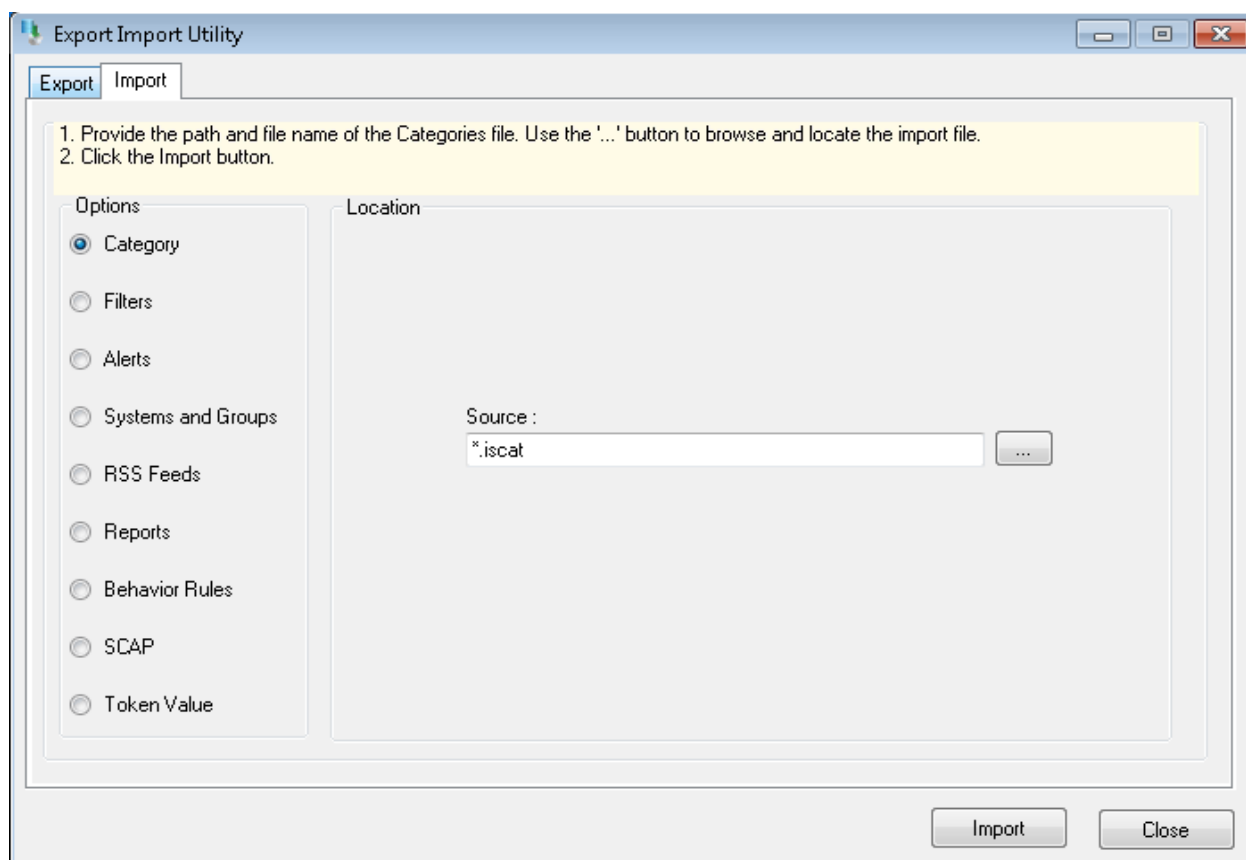 Export Import Utility
Export
Import
1. Provide the path and file name of the Categories file. Use the '...' button to browse and locate the import file.
2. Click the Import button.
Options
Location
Category
Filters
Alerts
Systems and Groups
Source :
*.iscat
...
RSS Feeds
Reports
Behavior Rules
SCAP
Token Value
Import
Close